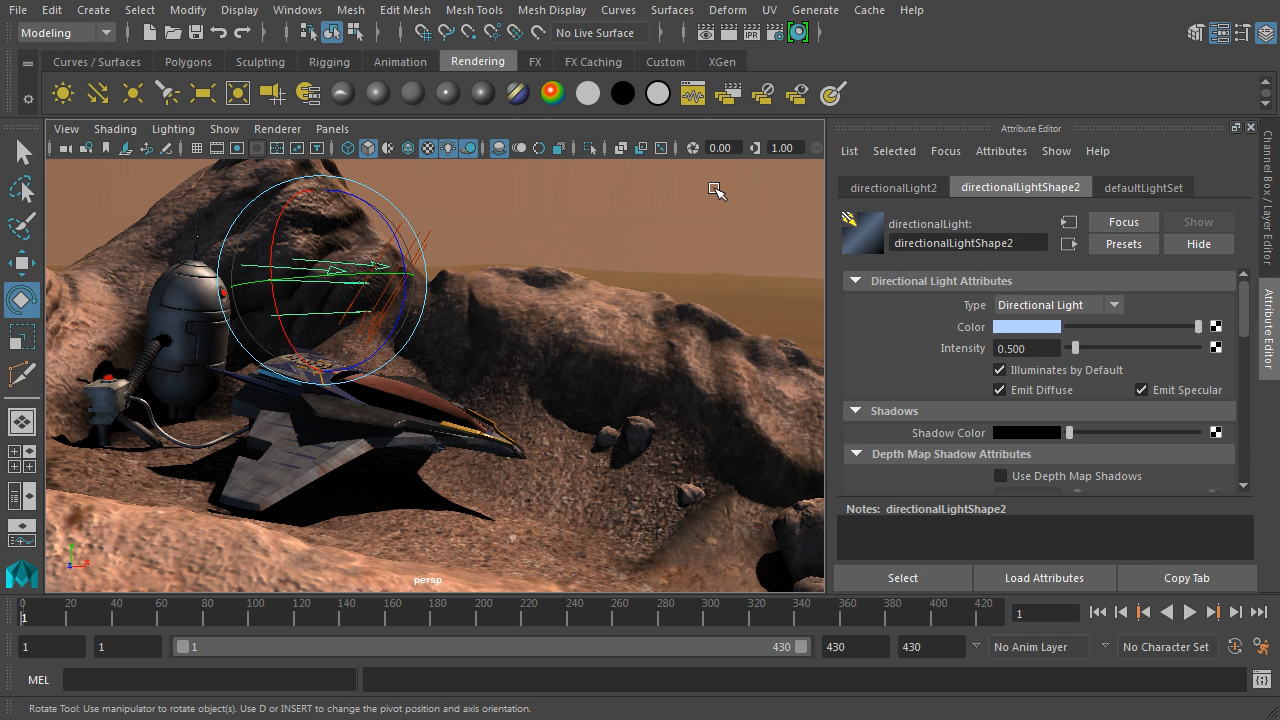 File Edit Create Select Modify Display Windows Mesh Edit Mesh Mesh Tools Mesh Display Curves Surfaces Deform UV Generate Cache Help
Modeling No Live Surface IPR
Curves / Surfaces Polygons Sculpting Rigging Animation Rendering FX FX Caching Custom XGen
View Shading Lighting Show Renderer Panels
0.00 1.00
persp
Attribute Editor
List Selected Focus Attributes Show Help
directionalLight2 directionalLightShape2 defaultLightSet
directionalLight:
directionalLightShape2
Focus Show
Presets Hide
Directional Light Attributes
Type Directional Light
Color
Intensity 0.500
Illuminates by Default
Emit Diffuse Emit Specular
Shadows
Shadow Color
Depth Map Shadow Attributes
Use Depth Map Shadows
Notes: directionalLightShape2
Select Load Attributes Copy Tab
Channel Box / Layer Editor
Attribute Editor
0 20 40 60 80 100 120 140 160 180 200 220 240 260 280 300 320 340 360 380 400 420
1
1
1 1 1 430 430 430 No Anim Layer No Character Set
MEL
Rotate Tool: Use manipulator to rotate object(s). Use D or INSERT to change the pivot position and axis orientation.